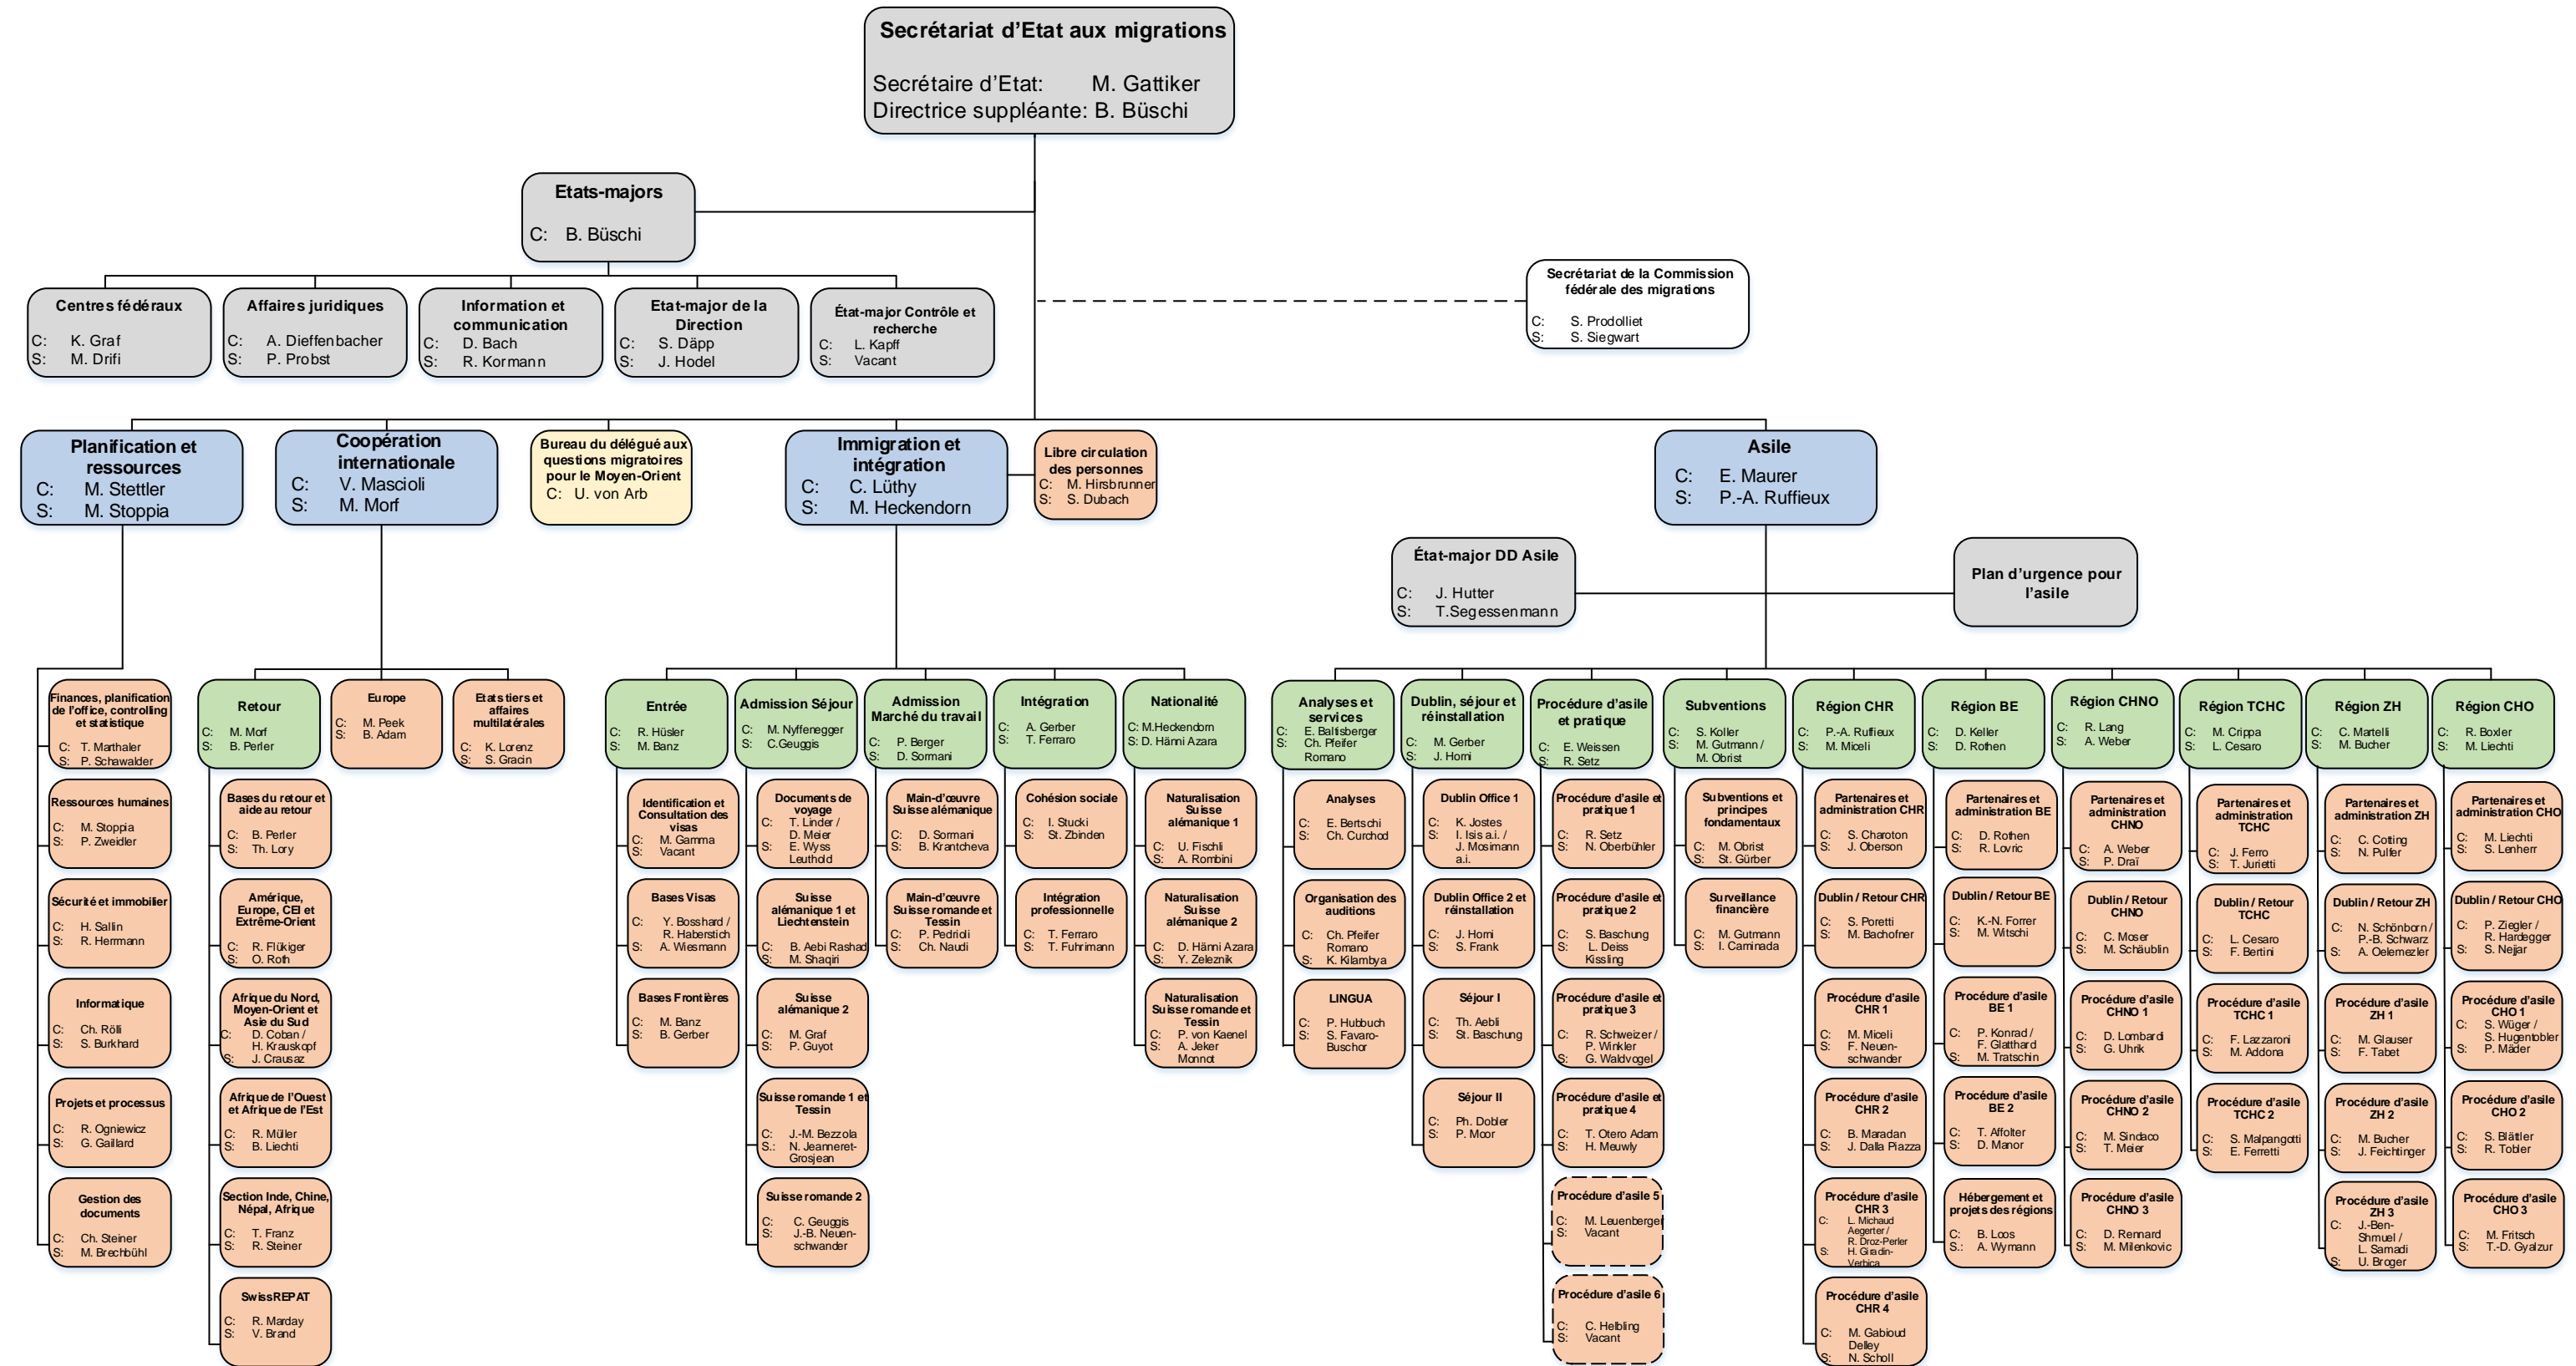 Secrétariat d'Etat aux migrations
Secrétaire d'Etat: M. Gattiker
Directrice suppléante: B. Büschi
Etats-majors
C: B. Büschi
Centres fédéraux
C: K. Graf
S: M. Drifi
Affaires juridiques
C: A. Dieffenbacher
S: P. Probst
Information et
communication
C: D. Bach
S: R. Kormann
Etat-major de la
Direction
C: S. Däpp
S: J. Hodel
État-major Contrôle et
recherche
C: L. Kapff
S: Vacant
Secrétariat de la Commission
fédérale des migrations
C: S. Prodolliet
S: S. Siegwart
Planification et
ressources
C: M. Stettler
S: M. Stoppia
Coopération
internationale
C: V. Mascioli
S: M. Morf
Bureau du délégué aux
questions migratoires
pour le Moyen-Orient
C: U. von Arb
Immigration et
intégration
C: C. Lüthy
S: M. Heckendorn
Libre circulation
des personnes
C: M. Hirsbrunner
S: S. Dubach
Asile
C: E. Maurer
S: P.-A. Ruffieux
État-major DD Asile
C: J. Hutter
S: T.Segessenmann
Plan d'urgence pour
l'asile
Finances, planification
de l'office, controlling
et statistique
C: T. Marthaler
S: P. Schawalder
Ressources humaines
C: M. Stoppia
S: P. Zweidler
Sécurité et immobilier
C: H. Sallin
S: R. Herrmann
Informatique
C: Ch. Rölli
S: S. Burkhard
Projets et processus
C: R. Ogniewicz
S: G. Gaillard
Gestion des
documents
C: Ch. Steiner
S: M. Brechbühl
Retour
C: M. Morf
S: B. Perler
Bases du retour et
aide au retour
C: B. Perler
S: Th. Lory
Amérique,
Europe, CEI et
Extrême-Orient
C: R. Flükiger
S: O. Roth
Afrique du Nord,
Moyen-Orient et
Asie du Sud
C: D. Coban /
H. Krauskopf
S: J. Crausaz
Afrique de l'Ouest
et Afrique de l'Est
C: R. Müller
S: B. Liechti
Section Inde, Chine,
Népal, Afrique
C: T. Franz
S: R. Steiner
SwissREPAT
C: R. Marday
S: V. Brand
Europe
C: M. Peek
S: B. Adam
Etats tiers et
affaires
multilatérales
C: K. Lorenz
S: S. Gracin
Entrée
C: R. Hüsler
S: M. Banz
Identification et
Consultation des
visas
C: M. Gamma
S: Vacant
Bases Visas
C: Y. Bosshard /
R. Haberstich
S: A. Wiesmann
Bases Frontières
C: M. Banz
S: B. Gerber
Admission Séjour
C: M. Nyffenegger
S: C.Geuggis
Documents de
voyage
C: T. Linder /
D. Meier
S: E. Wyss
Leuthold
Suisse
alémanique 1 et
Liechtenstein
C: B. Aebi Rashad
S: M. Shaqiri
Suisse
alémanique 2
C: M. Graf
S: P. Guyot
Suisse romande 1 et
Tessin
C: J.-M. Bezzola
S.: N. Jeanneret-
Grosjean
Suisse romande 2
C: C. Geuggis
S: J.-B. Neuen-
schwander
Admission
Marché du travail
C: P. Berger
S: D. Sormani
Main-d'œuvre
Suisse alémanique
C: D. Sormani
S: B. Krantcheva
Main-d'œuvre
Suisse romande et
Tessin
C: P. Pedrioli
S: Ch. Naudi
Intégration
C: A. Gerber
S: T. Ferraro
Cohésion sociale
C: I. Stucki
S: St. Zbinden
Intégration
professionnelle
C: T. Ferraro
S: T. Fuhrimann
Nationalité
C: M.Heckendorn
S: D. Hänni Azara
Naturalisation
Suisse
alémanique 1
C: U. Fischli
S: A. Rombini
Naturalisation
Suisse
alémanique 2
C: D. Hänni Azara
S: Y. Zeleznik
Naturalisation
Suisse romande et
Tessin
C: P. von Kaenel
S: A. Jeker
Monnot
Analyses et
services
C: E. Baltisberger
S: Ch. Pfeifer
Romano
Analyses
C: E. Bertschi
S: Ch. Curchod
Organisation des
auditions
C: Ch. Pfeifer
Romano
S: K. Kilambya
LINGUA
C: P. Hubbuch
S: S. Favaro-
Buschor
Dublin, séjour et
réinstallation
C: M. Gerber
S: J. Horni
Dublin Office 1
C: K. Jostes
S: I. Isis a.i. /
J. Mosimann
a.i.
Dublin Office 2 et
réinstallation
C: J. Horni
S: S. Frank
Séjour I
C: Th. Aebli
S: St. Baschung
Séjour II
C: Ph. Dobler
S: P. Moor
Procédure d'asile
et pratique
C: E. Weissen
S: R. Setz
Procédure d'asile et
pratique 1
C: R. Setz
S: N. Oberbühler
Procédure d'asile et
pratique 2
C: S. Baschung
S: L. Deiss
Kissling
Procédure d'asile et
pratique 3
C: R. Schweizer /
P. Winkler
S: G. Waldvogel
Procédure d'asile et
pratique 4
C: T. Otero Adam
S: H. Meuwly
Procédure d'asile 5
C: M. Leuenberger
S: Vacant
Procédure d'asile 6
C: C. Helbling
S: Vacant
Subventions
C: S. Koller
S: M. Gutmann /
M. Obrist
Subventions et
principes
fondamentaux
C: M. Obrist
S: St. Gürber
Surveillance
financière
C: M. Gutmann
S: I. Caminada
Région CHR
C: P.-A. Ruffieux
S: M. Miceli
Partenaires et
administration CHR
C: S. Charoton
S: J. Oberson
Dublin / Retour CHR
C: S. Poretti
S: M. Bachofner
Procédure d'asile
CHR 1
C: M. Miceli
S: F. Neuen-
schwander
Procédure d'asile
CHR 2
C: B. Maradan
S: J. Dalla Piazza
Procédure d'asile
CHR 3
C: L. Michaud
Aegerter /
R. Droz-Perler
S: H. Giradin-
Verbica
Procédure d'asile
CHR 4
C: M. Gabioud
Delley
S: N. Scholl
Région BE
C: D. Keller
S: D. Rothen
Partenaires et
administration BE
C: D. Rothen
S: R. Lovric
Dublin / Retour BE
C: K.-N. Forrer
S: M. Witschi
Procédure d'asile
BE 1
C: P. Konrad /
F. Glatthard
S: M. Tratschin
Procédure d'asile
BE 2
C: T. Affolter
S: D. Manor
Hébergement et
projets des régions
C: B. Loos
S.: A. Wymann
Région CHNO
C: R. Lang
S: A. Weber
Partenaires et
administration
CHNO
C: A. Weber
S: P. Draï
Dublin / Retour
CHNO
C: C. Moser
S: M. Schäublin
Procédure d'asile
CHNO 1
C: D. Lombardi
S: G. Uhrik
Procédure d'asile
CHNO 2
C: M. Sindaco
S: T. Meier
Procédure d'asile
CHNO 3
C: D. Rennard
S: M. Milenkovic
Région TCHC
C: M. Crippa
S: L. Cesaro
Partenaires et
administration
TCHC
C: J. Ferro
S: T. Jurietti
Dublin / Retour
TCHC
C: L. Cesaro
S: F. Bertini
Procédure d'asile
TCHC 1
C: F. Lazzaroni
S: M. Addona
Procédure d'asile
TCHC 2
C: S. Malpangotti
S: E. Ferretti
Région ZH
C: C. Martelli
S: M. Bucher
Partenaires et
administration ZH
C: C. Cotting
S: N. Pulfer
Dublin / Retour ZH
C: N. Schönborn /
P.-B. Schwarz
S: A. Oelemezler
Procédure d'asile
ZH 1
C: M. Glauser
S: F. Tabet
Procédure d'asile
ZH 2
C: M. Bucher
S: J. Feichtinger
Procédure d'asile
ZH 3
C: J.-Ben-
Shmuel /
L. Samadi
S: U. Broger
Région CHO
C: R. Boxler
S: M. Liechti
Partenaires et
administration CHO
C: M. Liechti
S: S. Lenherr
Dublin / Retour CHO
C: P. Ziegler /
R. Hardegger
S: S. Nejjar
Procédure d'asile
CHO 1
C: S. Wüger /
S. Hugentobler
S: P. Mäder
Procédure d'asile
CHO 2
C: S. Blättler
S: R. Tobler
Procédure d'asile
CHO 3
C: M. Fritsch
S: T.-D. Gyalzur